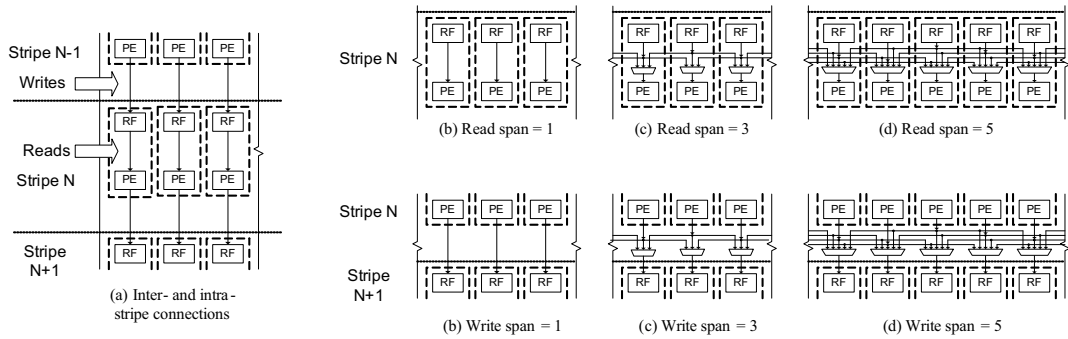 Stripe N-1
PE PE PE
Writes
RF RF RF
Reads
Stripe N
PE PE PE
Stripe
N+1
RF RF RF
(a) Inter- and intra -
stripe connections
Stripe N
RF RF RF
PE PE PE
(b) Read span = 1
RF RF RF
PE PE PE
(c) Read span = 3
RF RF RF RF RF
PE PE PE PE PE
(d) Read span = 5
Stripe N
Stripe
N+1
PE PE PE
RF RF RF
(b) Write span = 1
PE PE PE
RF RF RF
(c) Write span = 3
PE PE PE PE PE
RF RF RF RF RF
(d) Write span = 5